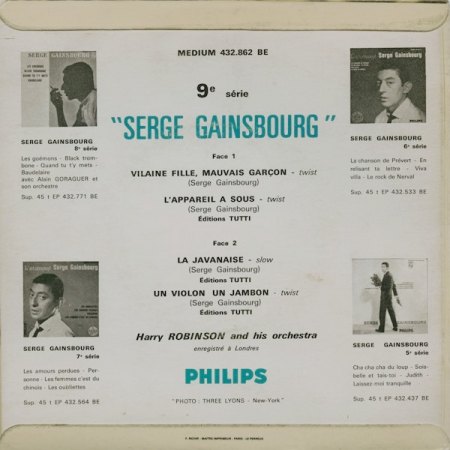 MEDIUM 432.862 BE
9e série
"SERGE GAINSBOURG"
Face 1
VILAINE FILLE, MAUVAIS GARÇON - twist
(Serge Gainsbourg)
L'APPAREIL A SOUS - twist
(Serge Gainsbourg)
Éditions TUTTI
Face 2
LA JAVANAISE - slow
(Serge Gainsbourg)
Éditions TUTTI
UN VIOLON UN JAMBON - twist
(Serge Gainsbourg)
Éditions TUTTI
Harry ROBINSON and his orchestra
enregistré à Londres
PHILIPS
"PHOTO: THREE LYONS - New-York"
SERGE GAINSBOURG
SERGE GAINSBOURG
8e série
Les goémons - Black trom-
bone - Quand tu t'y mets -
Baudelaire
avec Alain GORAGUER et
son orchestre
Sup. 45 t EP 432.771 BE
Serge Gainsbourg
SERGE GAINSBOURG
7e série
Les amours perdues - Per-
sonne - Les femmes c'est du
chinois - Les oubliettes
Sup. 45 t EP 432.564 BE
Serge Gainsbourg
SERGE GAINSBOURG
6e série
La chanson de Prévert - En
relisant ta lettre - Viva
villa - Le rock de Nerval
Sup. 45 t EP 432.533 BE
SERGE GAINSBOURG
5e série
Cha cha cha du loup - Sois-
belle et tais-toi - Judith -
Laissez-moi tranquille
Sup. 45 t EP 432.437 BE